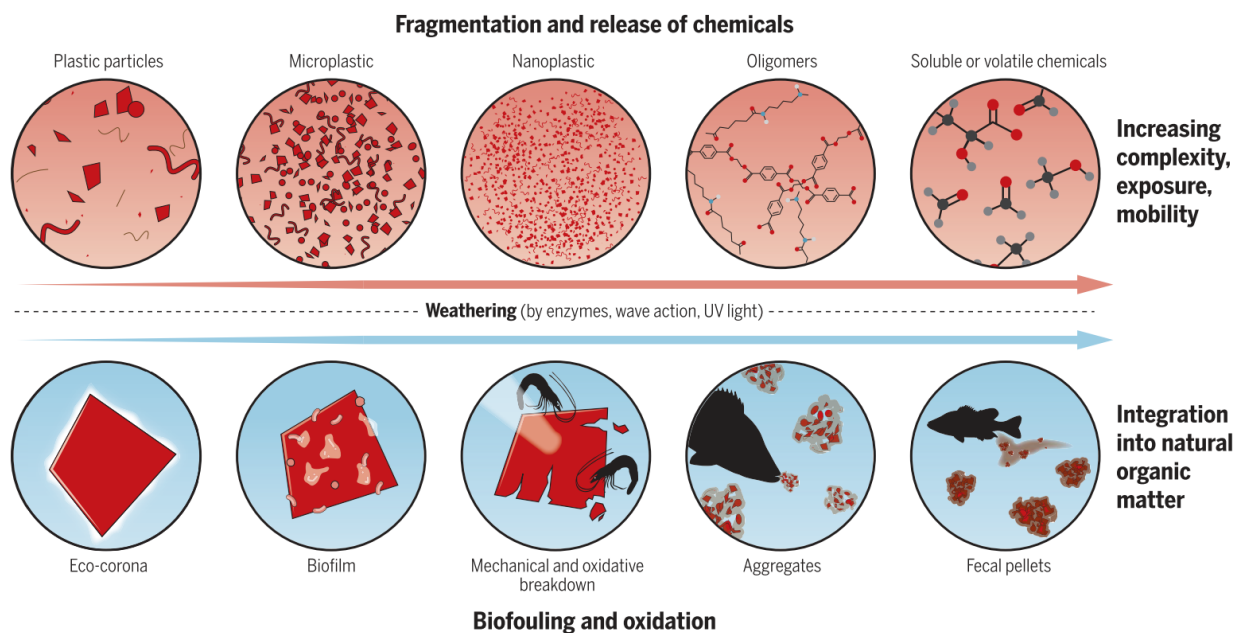 Fragmentation and release of chemicals
Plastic particles
Microplastic
Nanoplastic
Oligomers
Soluble or volatile chemicals
Increasing
complexity,
exposure,
mobility
Weathering (by enzymes, wave action, UV light)
Integration
into natural
organic
matter
Eco-corona
Biofilm
Mechanical and oxidative
breakdown
Aggregates
Fecal pellets
Biofouling and oxidation